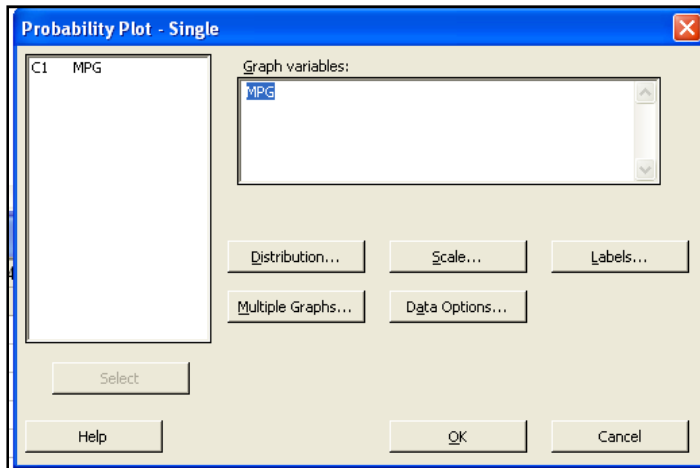 Probability Plot - Single
C1 MPG
Graph variables:
MPG
Distribution...
Scale...
Labels...
Multiple Graphs...
Data Options...
Select
Help
OK
Cancel
4